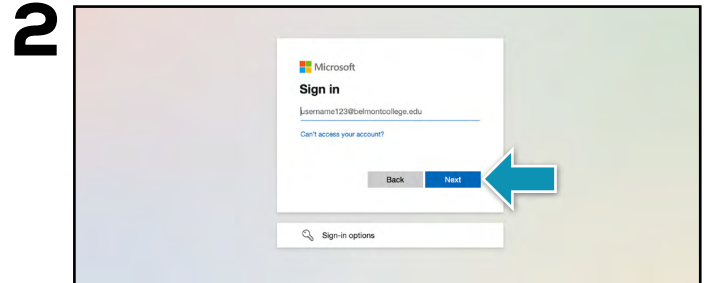 2
Microsoft
Sign in
username123@belmontcollege.edu
Can't access your account?
Back Next
Sign-in options